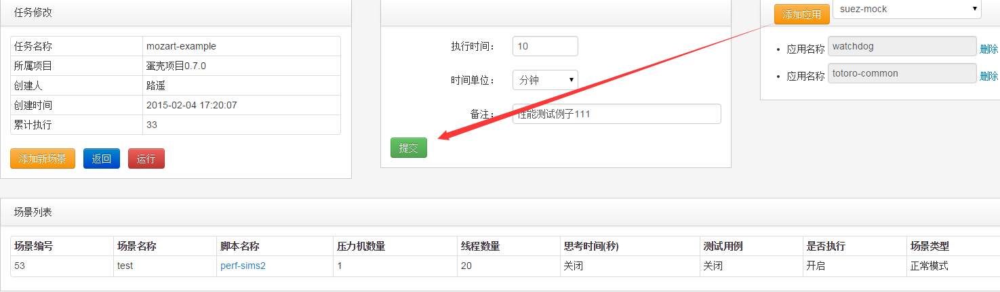 任务修改
任务名称 mozart-example
所属项目 蛋壳项目0.7.0
创建人 路遥
创建时间 2015-02-04 17:20:07
累计执行 33
添加新场景 返回 运行
执行时间： 10
时间单位： 分钟
备注： 性能测试例子111
提交
添加应用 suez-mock
应用名称 watchdog 删除
应用名称 totoro-common 删除
场景列表
场景编号 场景名称 脚本名称 压力机数量 线程数量 思考时间(秒) 测试用例 是否执行 场景类型
53 test perf-sims2 1 20 关闭 关闭 开启 正常模式